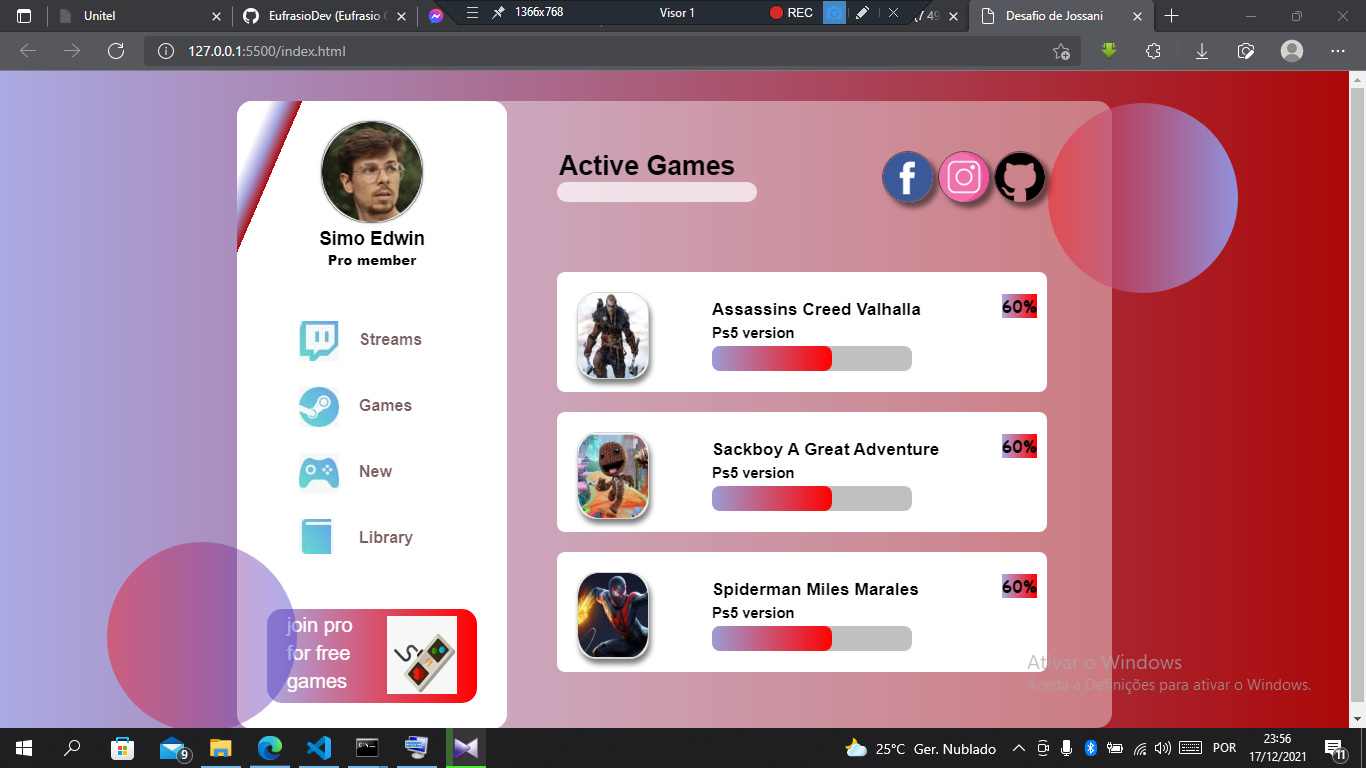 Unitel
EufrasioDev (Eufrasio
1366x768
Visor 1
REC
Desafio de Jossani
127.0.0.1:5500/index.html
Simo Edwin
Pro member
Streams
Games
New
Library
join pro
for free
games
Active Games
Assassins Creed Valhalla
Ps5 version
60%
Sackboy A Great Adventure
Ps5 version
60%
Spiderman Miles Marales
Ps5 version
60%
Ativar o Windows
Aceda a Definições para ativar o Windows.
9
25°C Ger. Nublado
POR
23:56
17/12/2021
11